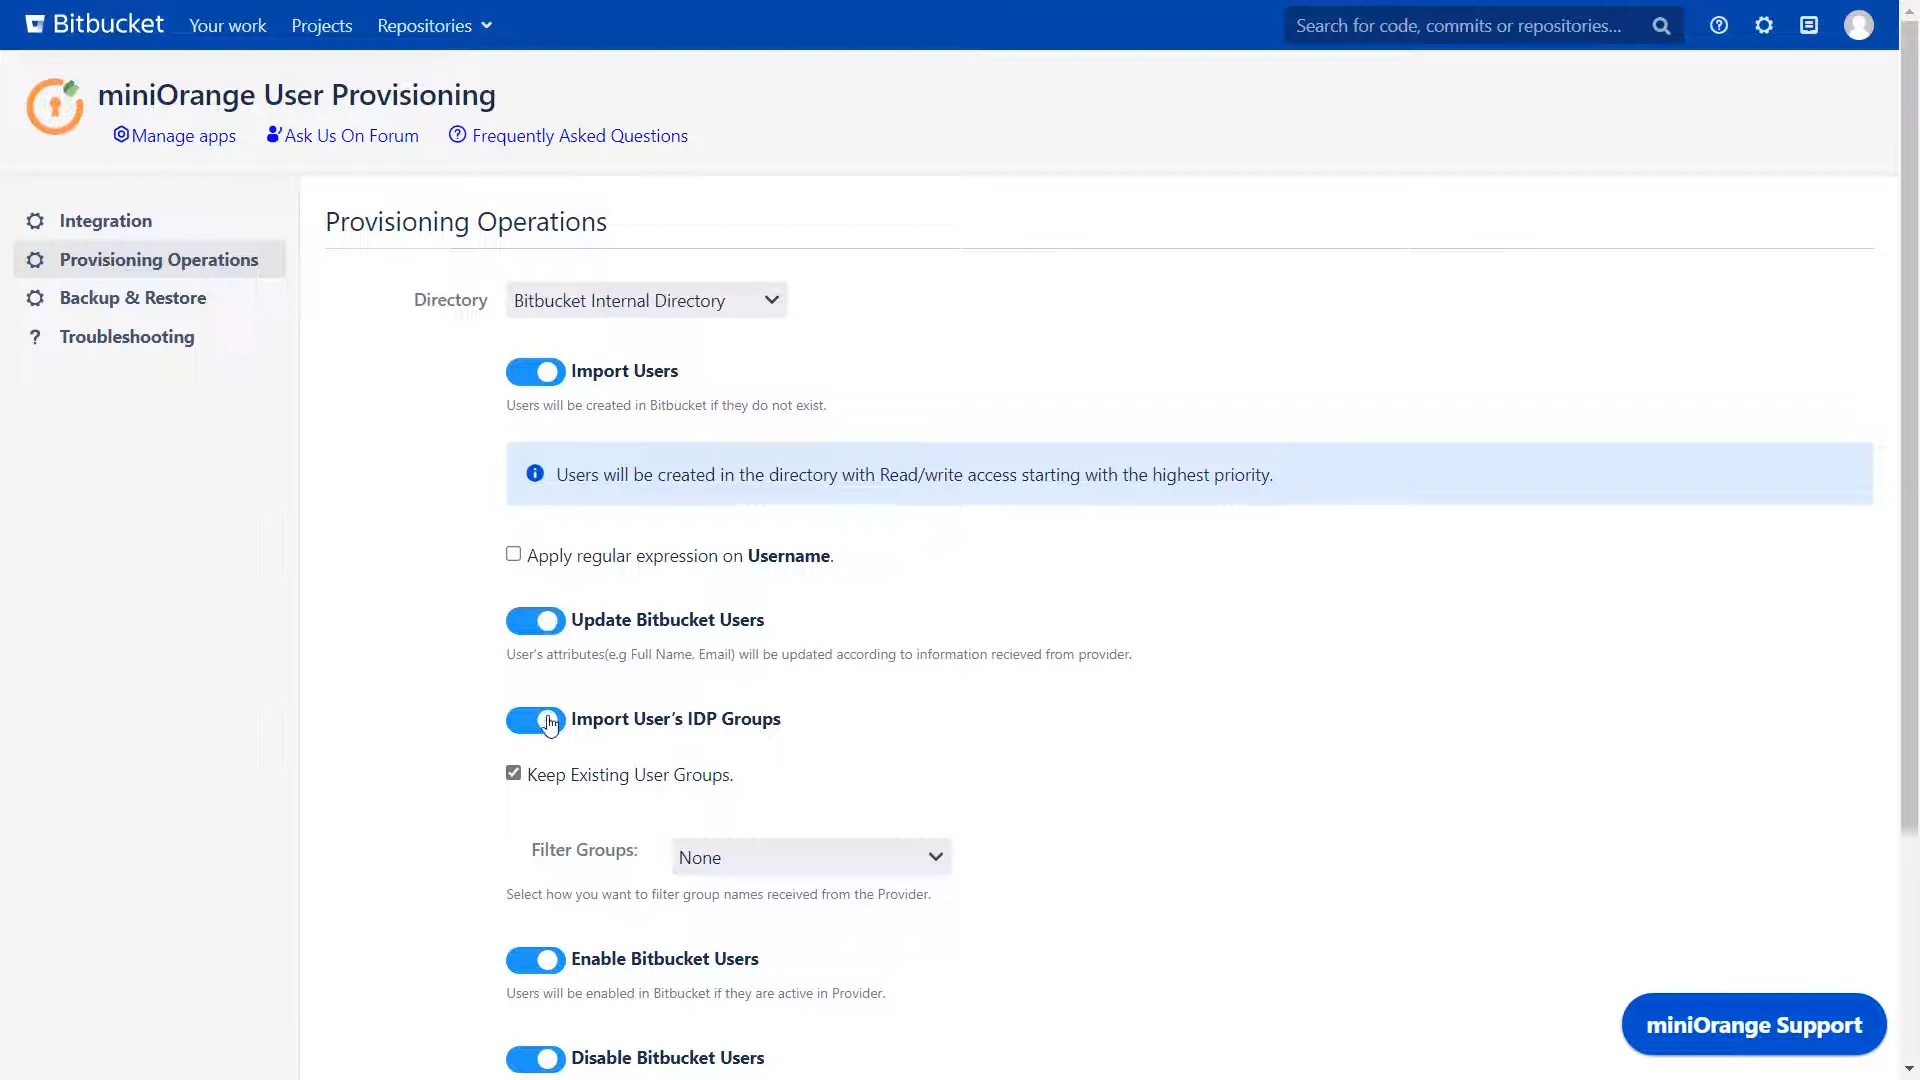 Bitbucket Your work Projects Repositories Search for code, commits or repositories...
miniOrange User Provisioning
Manage apps Ask Us On Forum Frequently Asked Questions
Integration
Provisioning Operations
Backup & Restore
? Troubleshooting
Provisioning Operations
Directory Bitbucket Internal Directory
Import Users
Users will be created in Bitbucket if they do not exist.
Users will be created in the directory with Read/write access starting with the highest priority.
Apply regular expression on Username.
Update Bitbucket Users
User's attributes(e.g Full Name, Email) will be updated according to information recieved from provider.
Import User's IDP Groups
Keep Existing User Groups.
Filter Groups: None
Select how you want to filter group names received from the Provider.
Enable Bitbucket Users
Users will be enabled in Bitbucket if they are active in Provider.
Disable Bitbucket Users
miniOrange Support